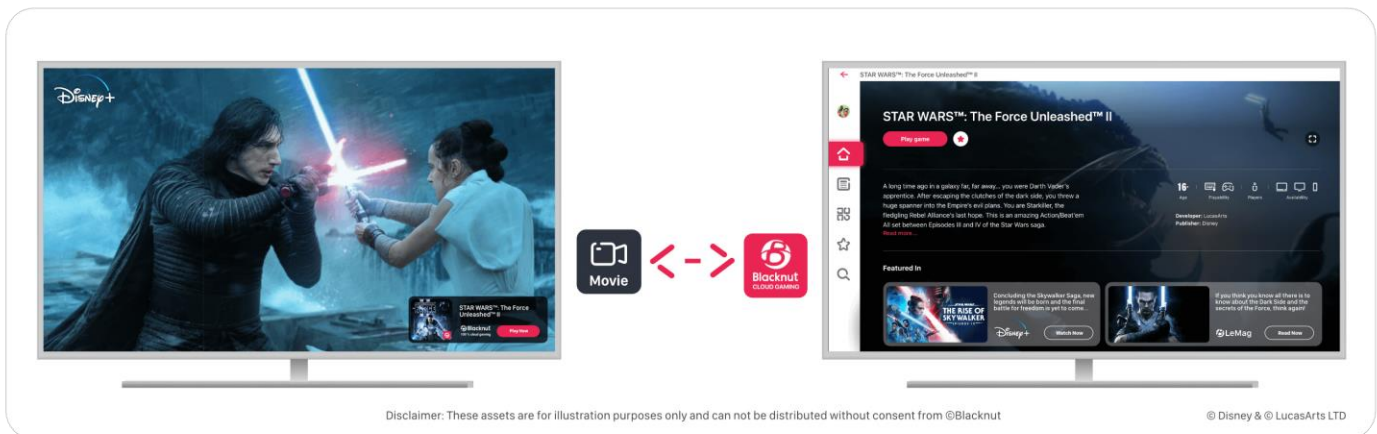 Disney+
STAR WARS™: The Force
Unleashed™ II
Blacknut
Play Now
Movie
Blacknut
CLOUD GAMING
STAR WARS™: The Force Unleashed™ II
STAR WARS™: The Force Unleashed™ II
Play game
A long time ago in a galaxy far, far away... you were Darth Vader's
apprentice. After escaping the clutches of the dark side, you threw a
huge spanner into the Empire's evil plans. You are Starkiller, the
fledgling Rebel Alliance's last hope. This is an amazing Action/Beat'em
All set between Episodes III and IV of the Star Wars saga.
Read more...
16+
Age
Playability
Players
Availability
Developer: LucasArts
Publisher: Disney
Featured In
THE RISE OF
SKYWALKER
Concluding the Skywalker Saga, new
legends will be born and the final
battle for freedom is yet to come...
Disney+
Watch Now
If you think you know all there is to
know about the Dark Side and the
secrets of the Force, think again!
LeMag
Read Now
Disclaimer: These assets are for illustration purposes only and can not be distributed without consent from ©Blacknut
© Disney & © LucasArts LTD